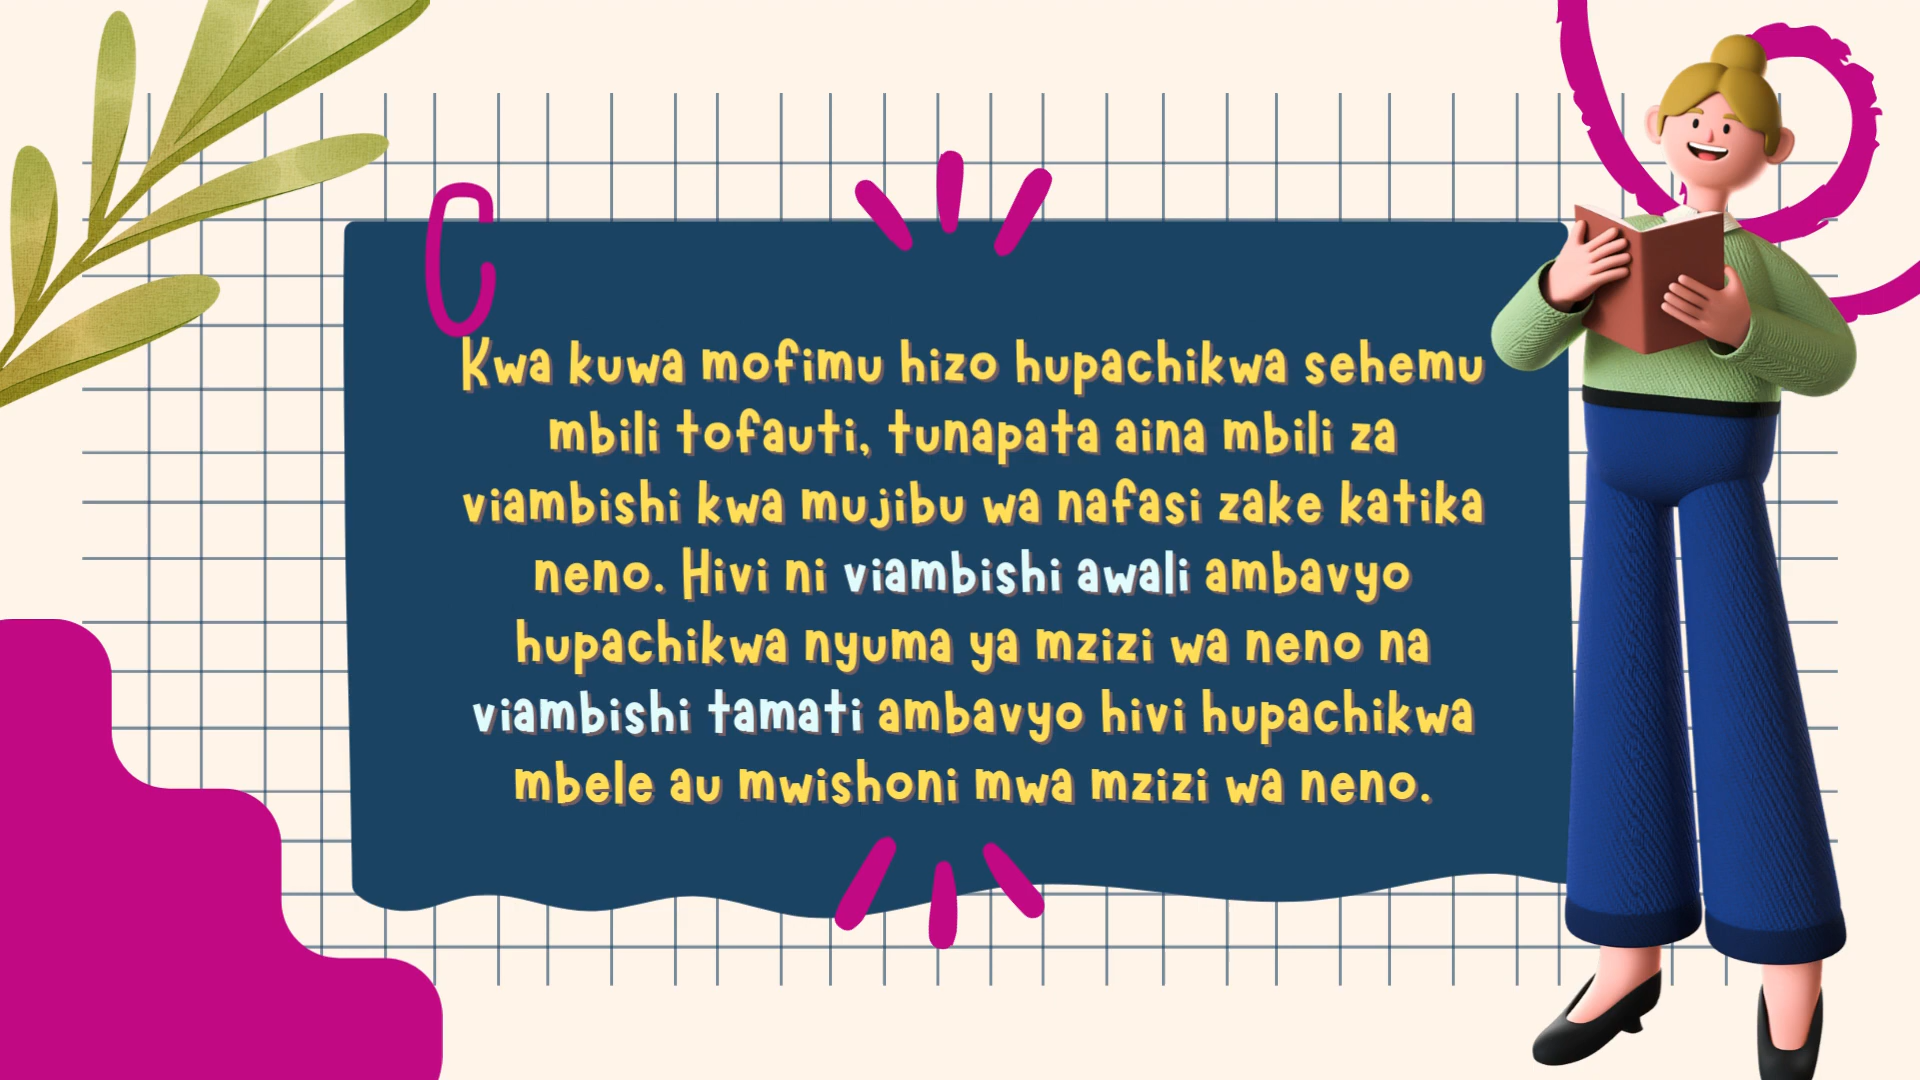 Kwa kuwa mofimu hizo hupachikwa sehemu
mbili tofauti, tunapata aina mbili za
viambishi kwa mujibu wa nafasi zake katika
neno. Hivi ni viambishi awali ambavyo
hupachikwa nyuma ya mzizi wa neno na
viambishi tamati ambavyo hivi hupachikwa
mbele au mwishoni mwa mzizi wa neno.